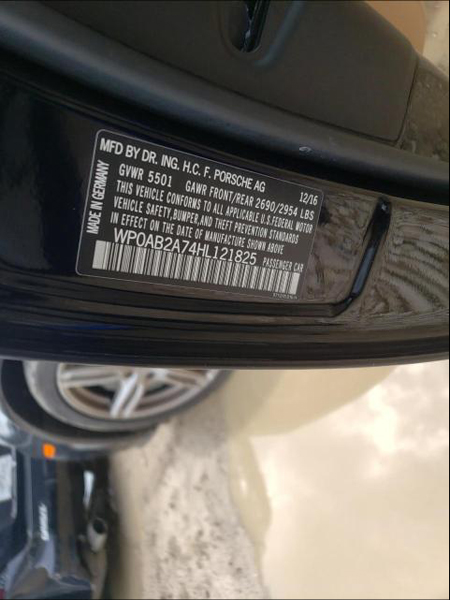 MFD BY DR. ING. H.C. F. PORSCHE AG 12/16
GVWR 5501 GAWR FRONT/REAR 2690/2954 LBS
THIS VEHICLE CONFORMS TO ALL APPLICABLE U.S. FEDERAL MOTOR
VEHICLE SAFETY, BUMPER, AND THEFT PREVENTION STANDARDS
IN EFFECT ON THE DATE OF MANUFACTURE SHOWN ABOVE
WP0AB2A74HL121825 PASSENGER CAR
MADE IN GERMANY